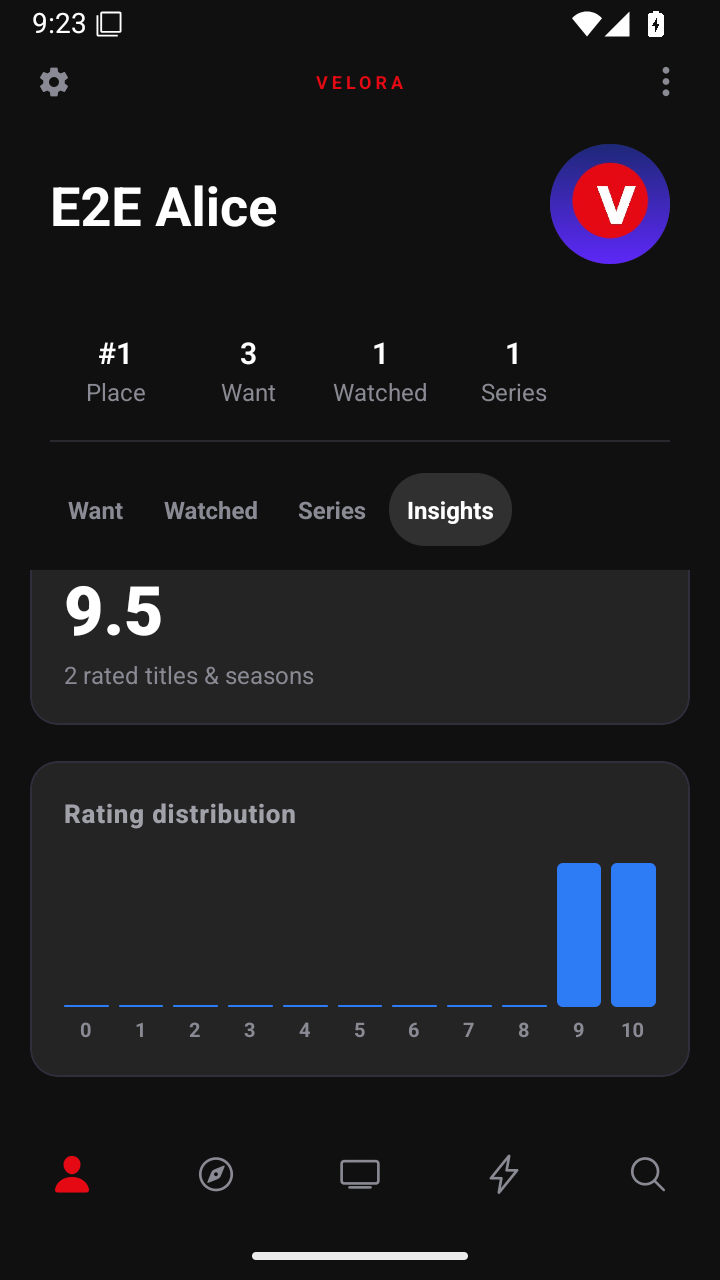 9:23
VELORA
E2E Alice
V
#1 3 1 1
Place Want Watched Series
Want Watched Series Insights
9.5
2 rated titles & seasons
Rating distribution
0 1 2 3 4 5 6 7 8 9 10